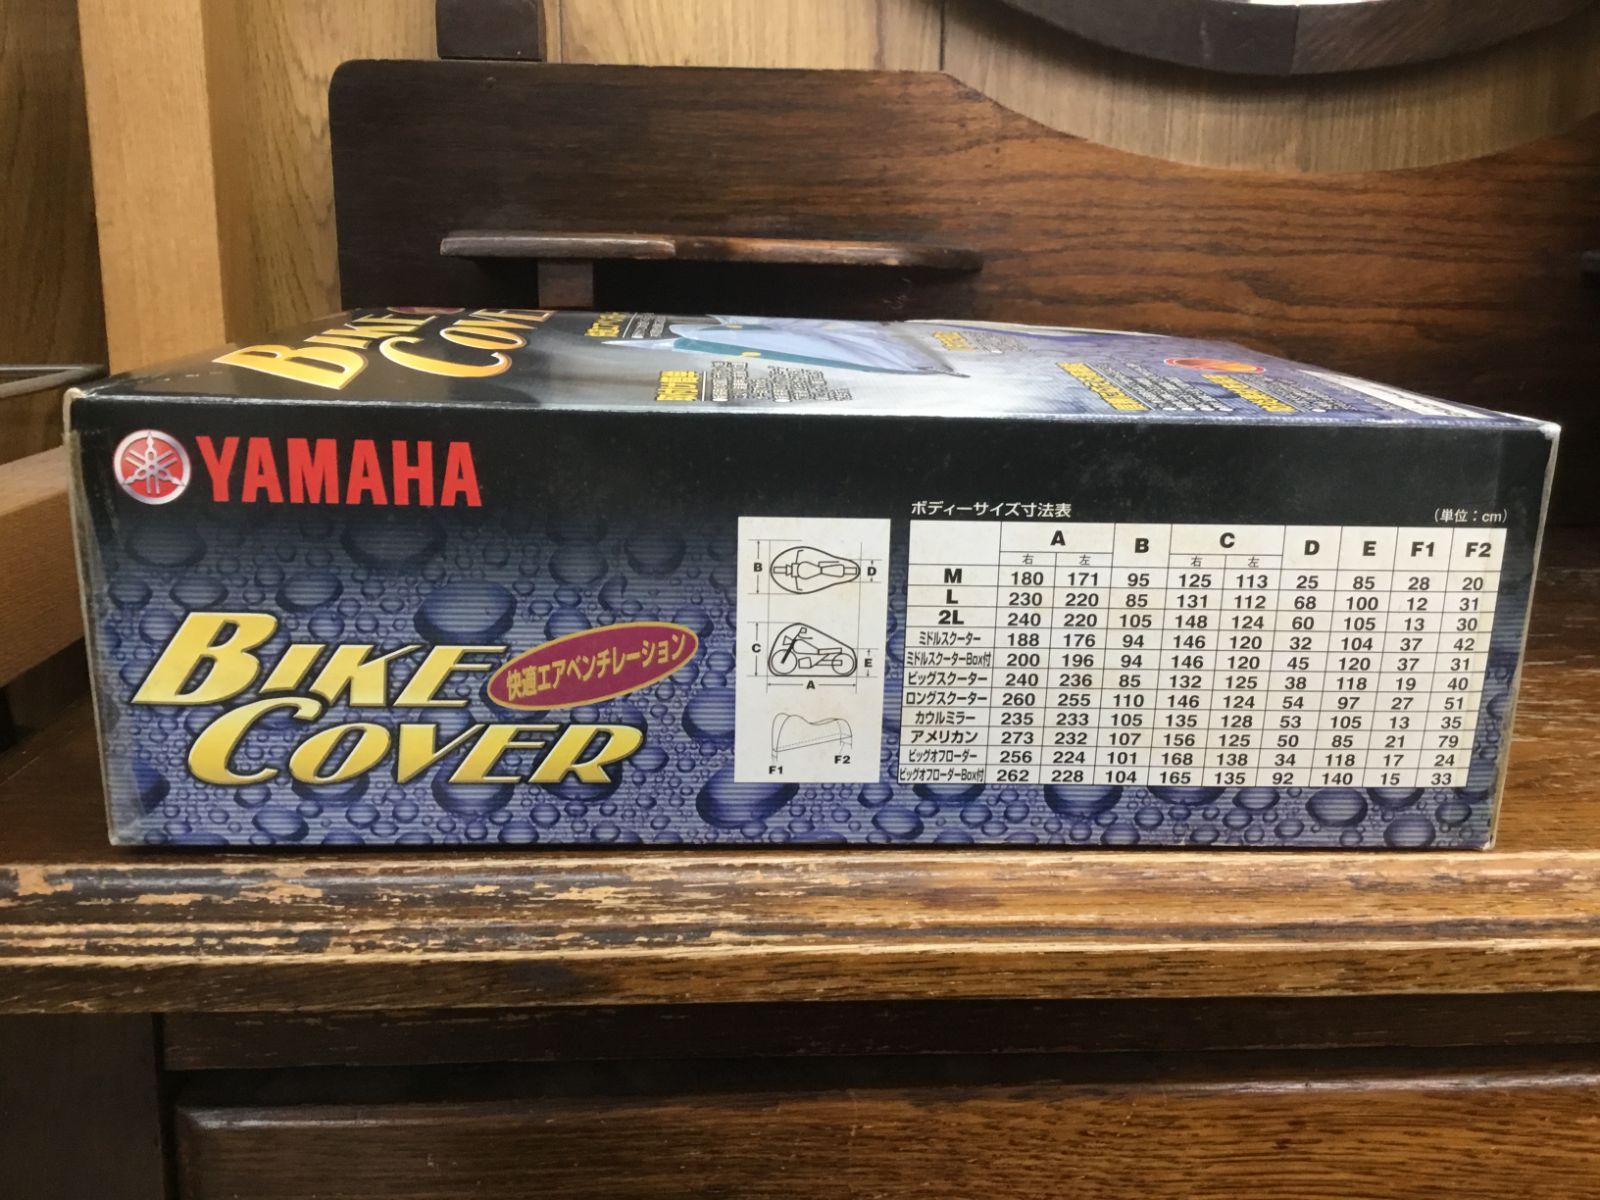 BIKE
COVE
YAMAHA
BIKE
COVER
快適エアベンチレーション
B
D
C
E
A
F1 F2
ボディーサイズ寸法表 (単位:cm)
A B C D E F1 F2
右 左 右 左
M 180 171 95 125 113 25 85 28 20
L 230 220 85 131 112 68 100 12 31
2L 240 220 105 148 124 60 105 13 30
ミドルスクーター 188 176 94 146 120 32 104 37 42
ミドルスクーターBox付 200 196 94 146 120 45 120 37 31
ビッグスクーター 240 236 85 132 125 38 118 19 40
ロングスクーター 260 255 110 146 124 54 97 27 51
カウルミラー 235 233 105 135 128 53 105 13 35
アメリカン 273 232 107 156 125 50 85 21 79
ビッグオフローダー 256 224 101 168 138 34 118 17 24
ビッグオフローダーBox付 262 228 104 165 135 92 140 15 33